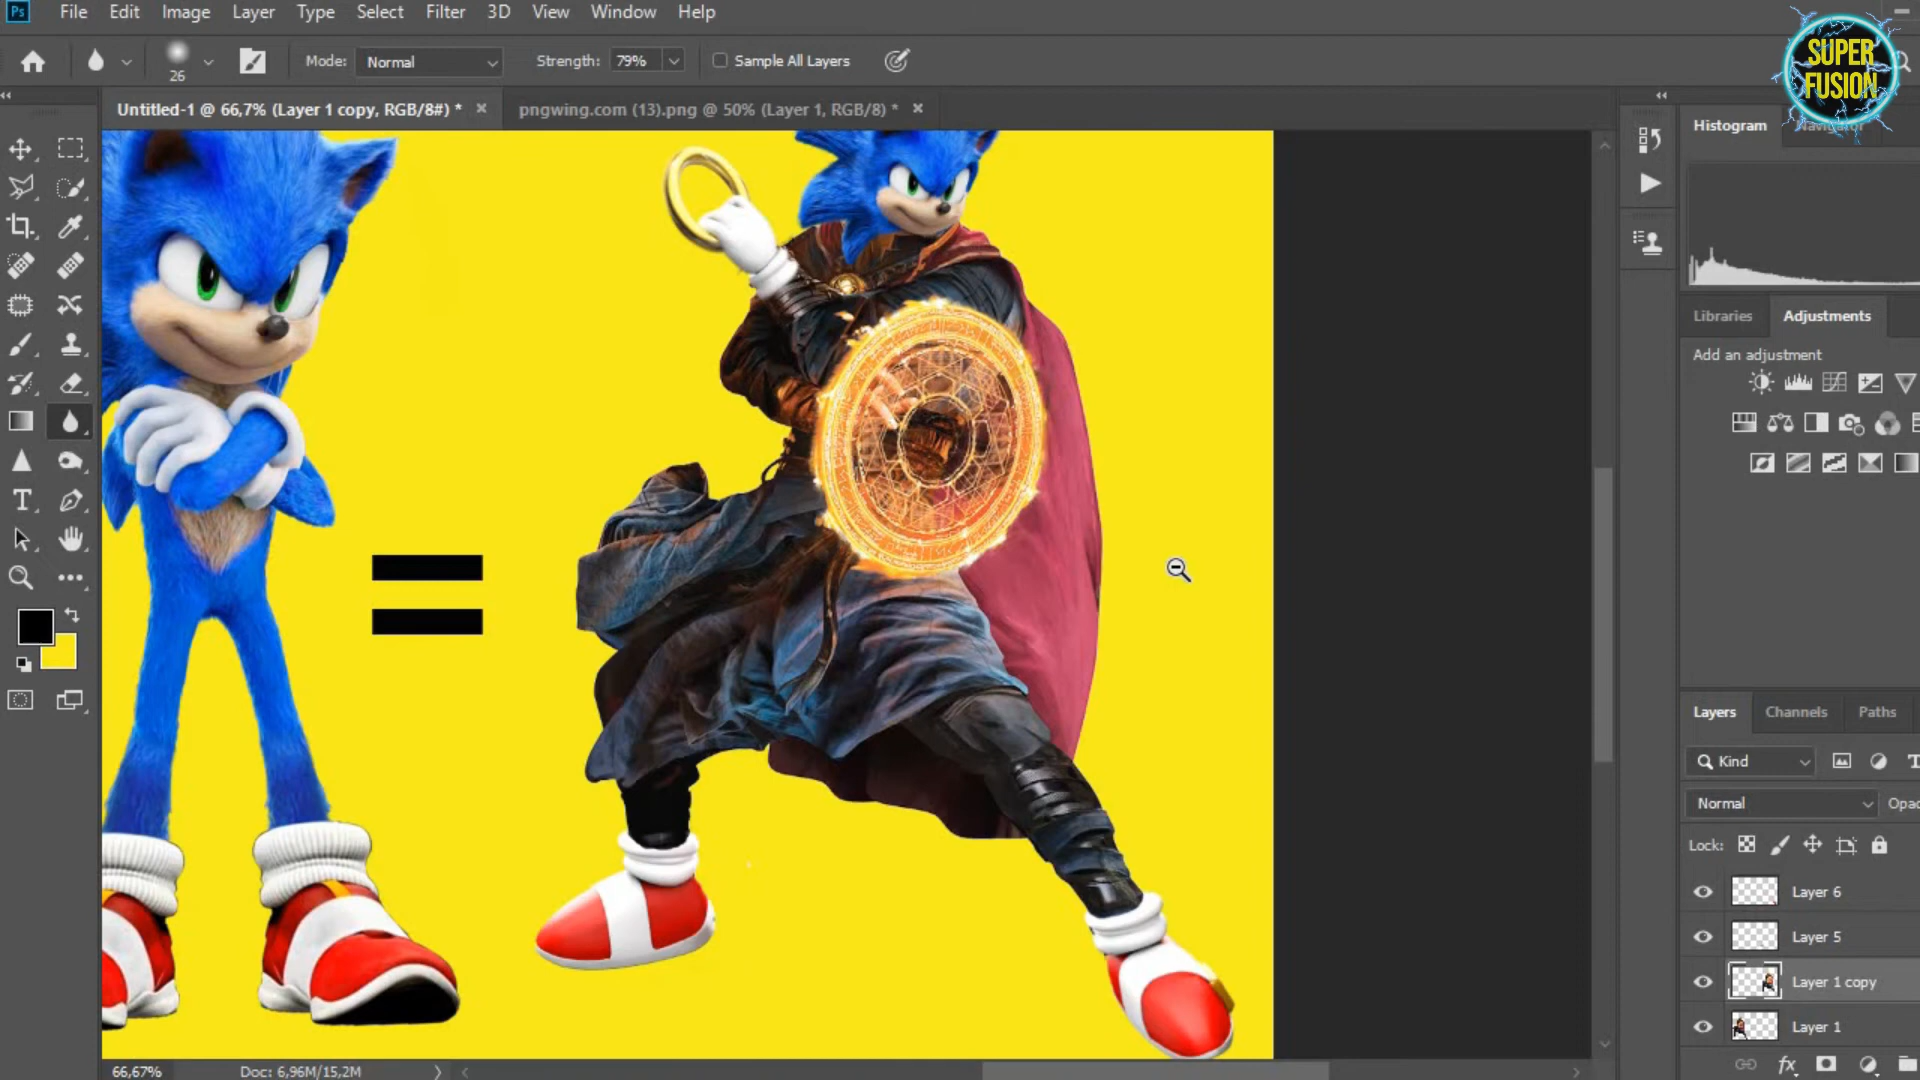 Ps File Edit Image Layer Type Select Filter 3D View Window Help
26 Mode: Normal Strength: 79% Sample All Layers
SUPER
FUSION
Untitled-1 @ 66,7% (Layer 1 copy, RGB/8#) * × pngwing.com (13).png @ 50% (Layer 1, RGB/8) * ×
Histogram Navigator
Libraries Adjustments
Add an adjustment
Layers Channels Paths
Kind
Normal Opac
Lock:
Layer 6
Layer 5
Layer 1 copy
Layer 1
fx
66,67% Doc: 6,96M/15,2M